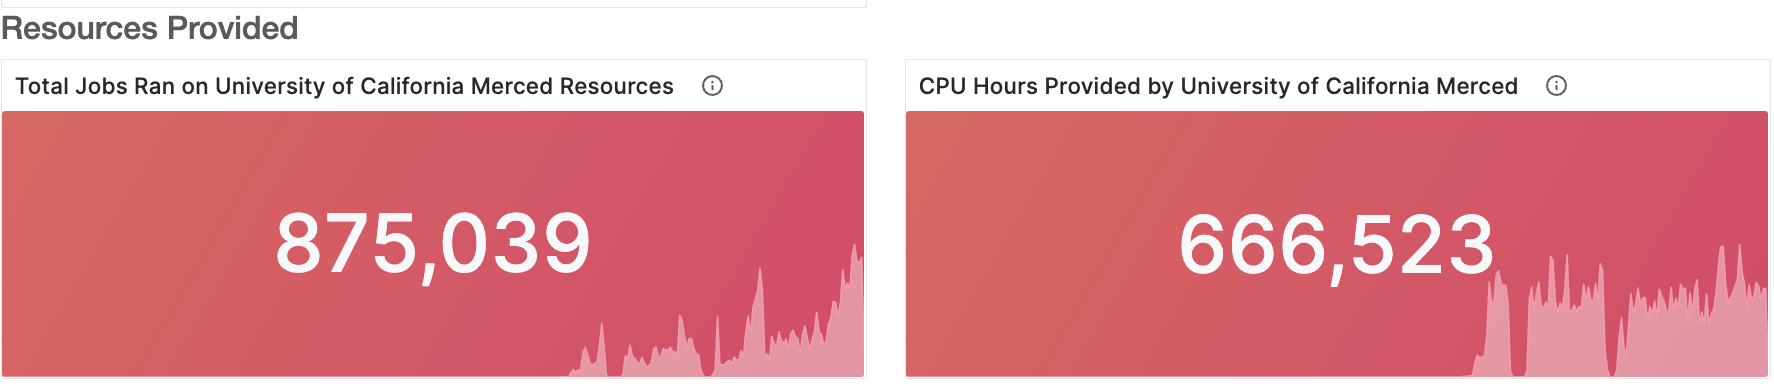 Resources Provided
Total Jobs Ran on University of California Merced Resources
875,039
CPU Hours Provided by University of California Merced
666,523